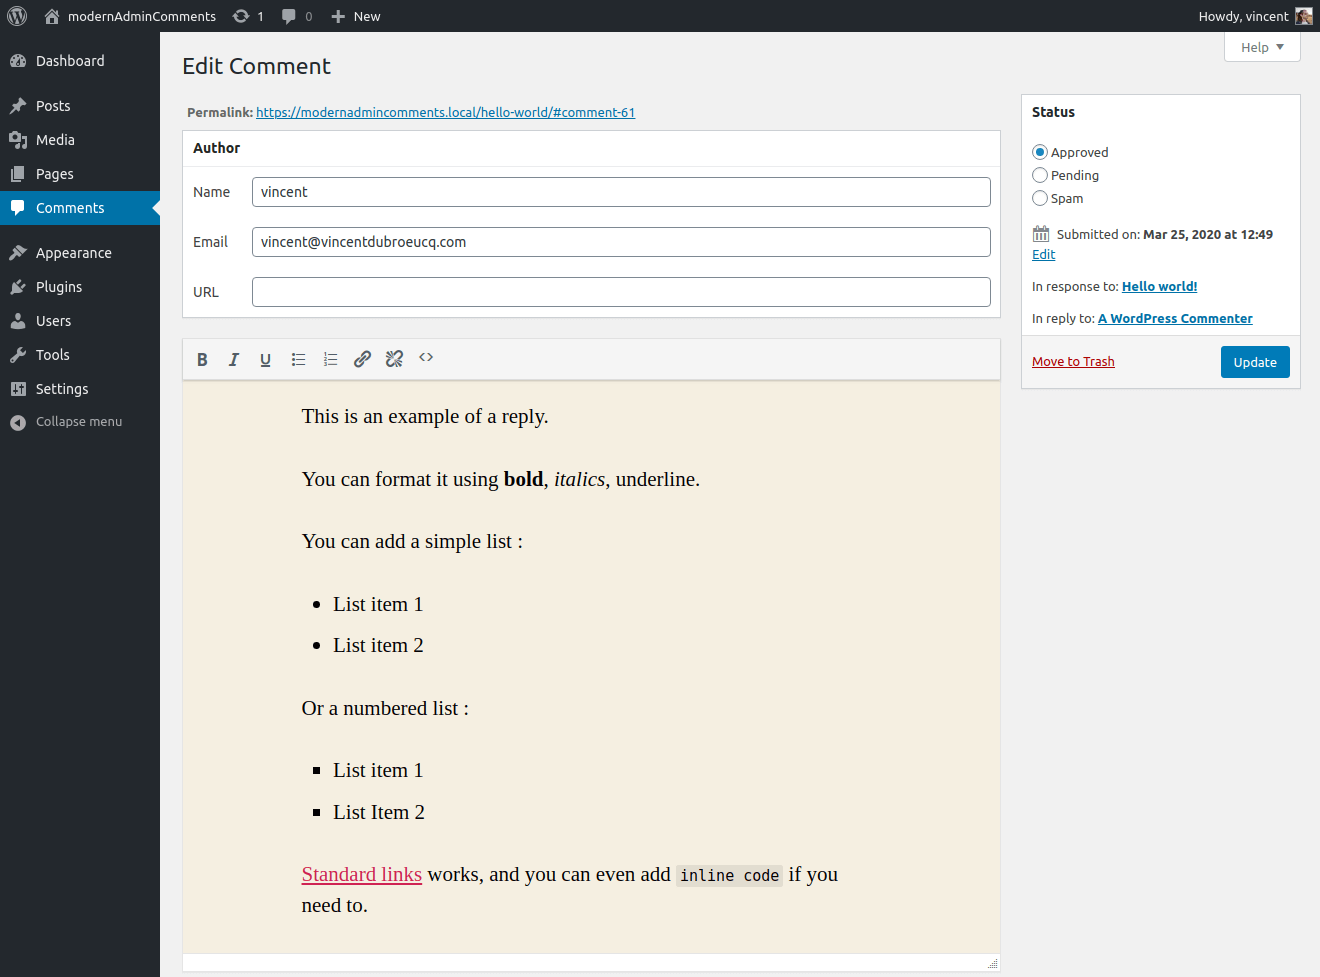 modernAdminComments 1 0 New Howdy, vincent
Dashboard
Posts
Media
Pages
Comments
Appearance
Plugins
Users
Tools
Settings
Collapse menu
Help
Edit Comment
Permalink: https://modernadmincomments.local/hello-world/#comment-61
Author
Name vincent
Email vincent@vincentdubroeucq.com
URL
B I U
This is an example of a reply.
You can format it using bold, italics, underline.
You can add a simple list :
• List item 1
• List item 2
Or a numbered list :
▪ List item 1
▪ List Item 2
Standard links works, and you can even add inline code if you
need to.
Status
Approved
Pending
Spam
Submitted on: Mar 25, 2020 at 12:49
Edit
In response to: Hello world!
In reply to: A WordPress Commenter
Move to Trash Update